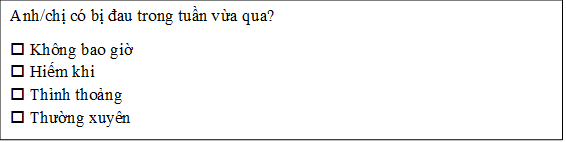 Anh/chị có bị đau trong tuần vừa qua?
Không bao giờ
Hiếm khi
Thỉnh thoảng
Thường xuyên